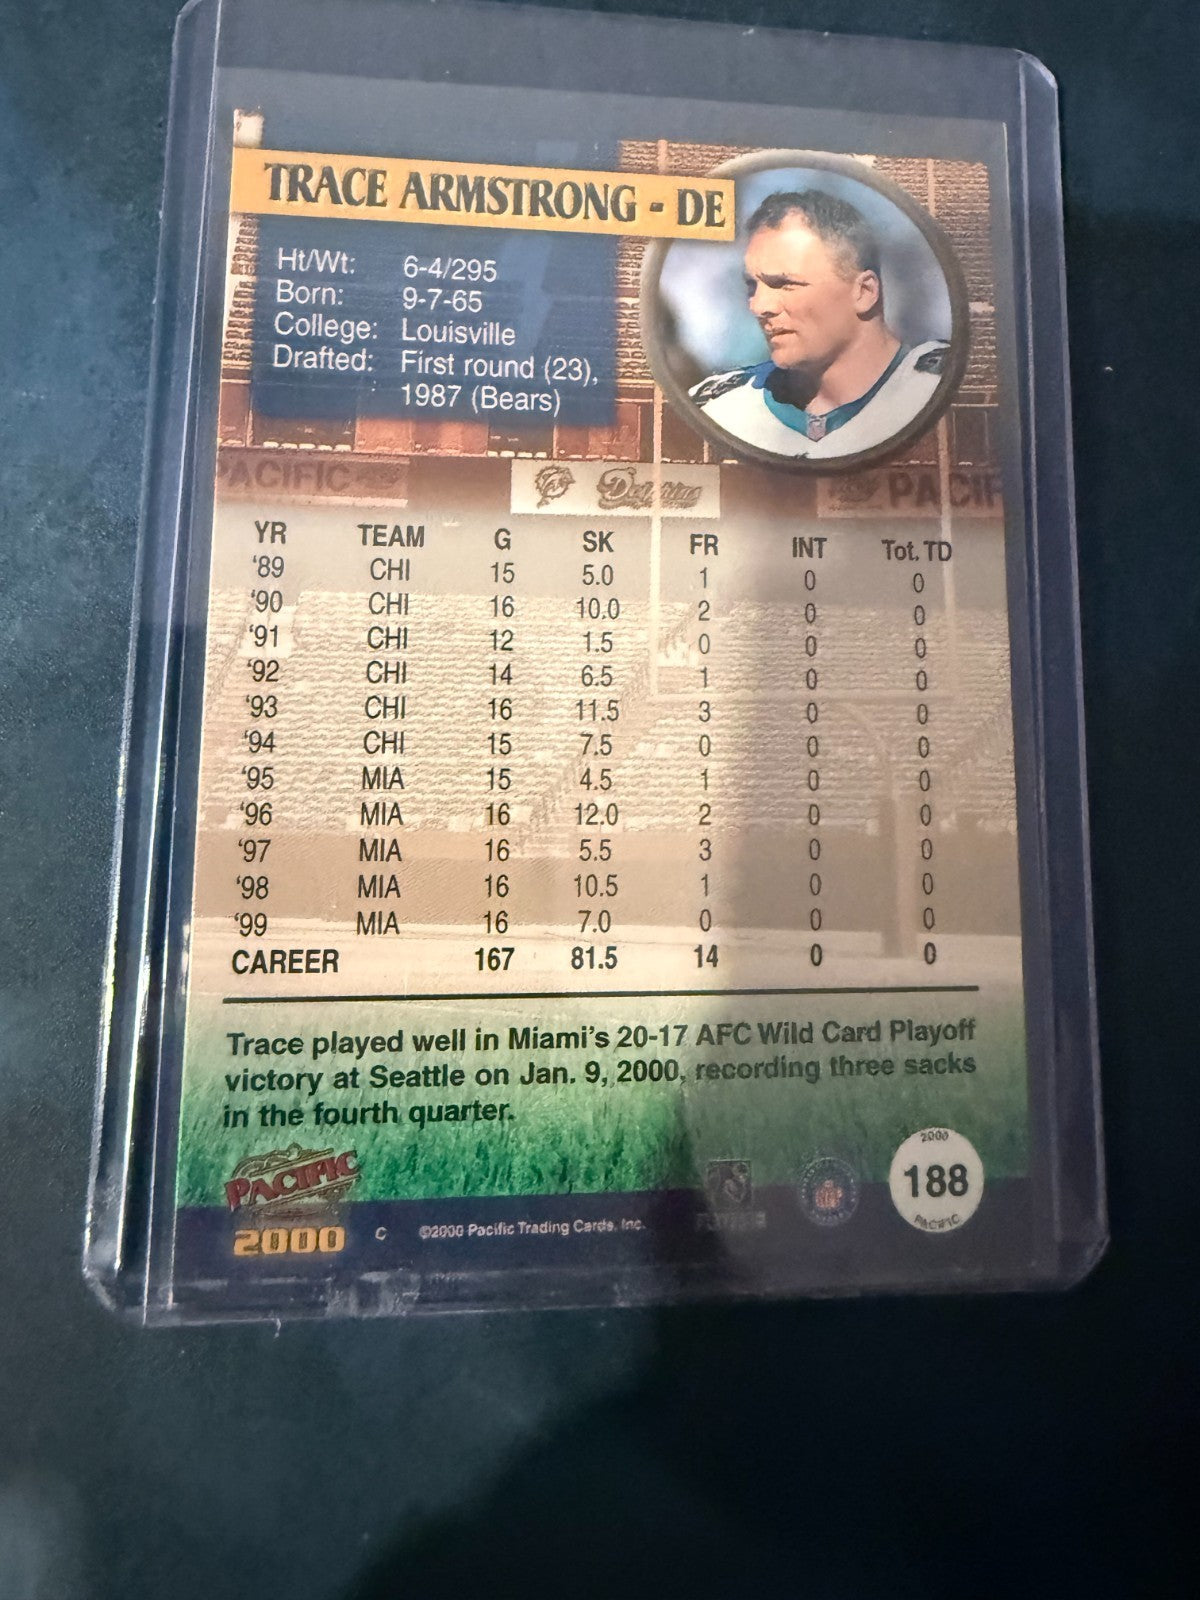 TRACE ARMSTRONG - DE
Ht/Wt: 6-4/295
Born: 9-7-65
College: Louisville
Drafted: First round (23),
1987 (Bears)
PACIFIC Dolphins PACIF
YR TEAM G SK FR INT Tot. TD
'89 CHI 15 5.0 1 0 0
'90 CHI 16 10.0 2 0 0
'91 CHI 12 1.5 0 0 0
'92 CHI 14 6.5 1 0 0
'93 CHI 16 11.5 3 0 0
'94 CHI 15 7.5 0 0 0
'95 MIA 15 4.5 1 0 0
'96 MIA 16 12.0 2 0 0
'97 MIA 16 5.5 3 0 0
'98 MIA 16 10.5 1 0 0
'99 MIA 16 7.0 0 0 0
CAREER 167 81.5 14 0 0
Trace played well in Miami's 20-17 AFC Wild Card Playoff
victory at Seattle on Jan. 9, 2000, recording three sacks
in the fourth quarter.
PACIFIC
2000
C ©2000 Pacific Trading Cards, Inc.
PLAYERS
NFL
2000
188
PACIFIC